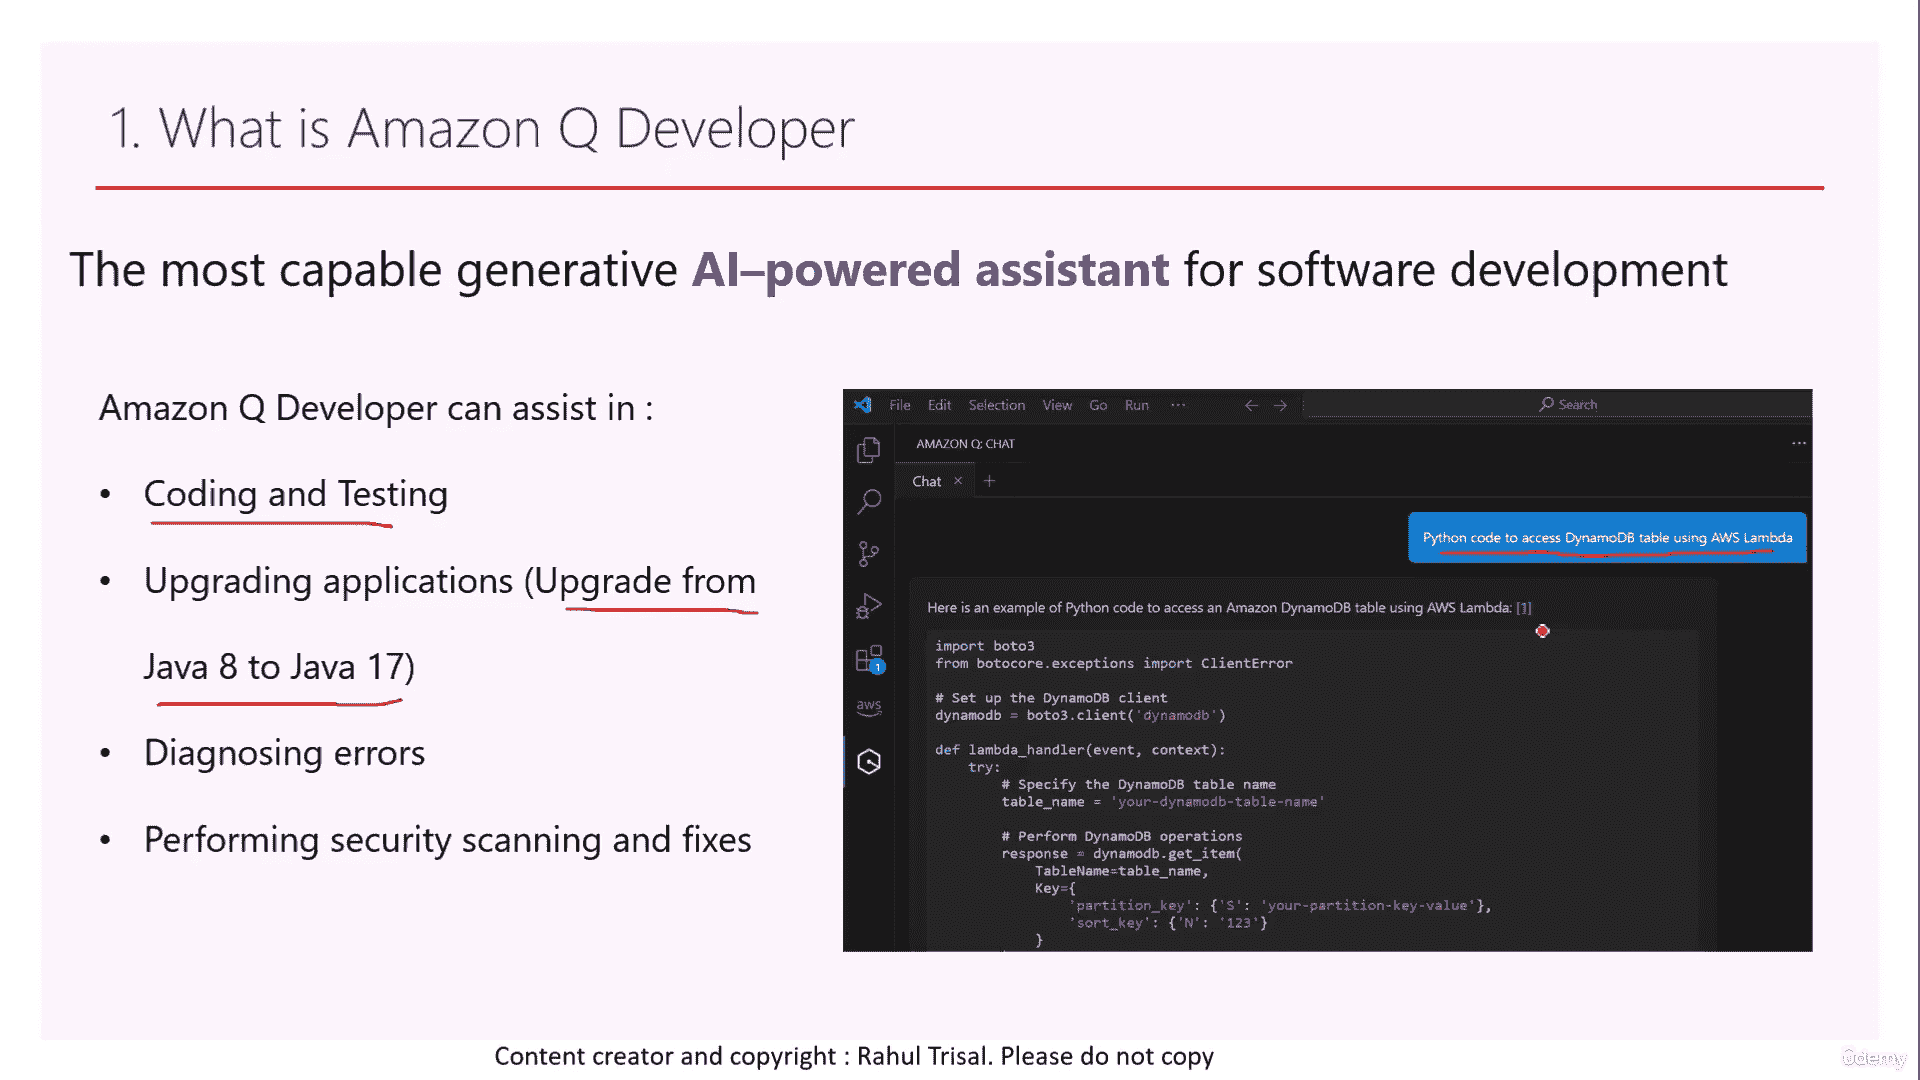 1. What is Amazon Q Developer
The most capable generative AI–powered assistant for software development
Amazon Q Developer can assist in :
• Coding and Testing
• Upgrading applications (Upgrade from
Java 8 to Java 17)
• Diagnosing errors
• Performing security scanning and fixes
File Edit Selection View Go Run ··· ← → Search
AMAZON Q: CHAT ···
Chat × +
Python code to access DynamoDB table using AWS Lambda
Here is an example of Python code to access an Amazon DynamoDB table using AWS Lambda: [1]
import boto3
from botocore.exceptions import ClientError
# Set up the DynamoDB client
dynamodb = boto3.client('dynamodb')
def lambda_handler(event, context):
try:
# Specify the DynamoDB table name
table_name = 'your-dynamodb-table-name'
# Perform DynamoDB operations
response = dynamodb.get_item(
TableName=table_name,
Key={
'partition_key': {'S': 'your-partition-key-value'},
'sort_key': {'N': '123'}
}
1
aws
Content creator and copyright : Rahul Trisal. Please do not copy
ûdemy